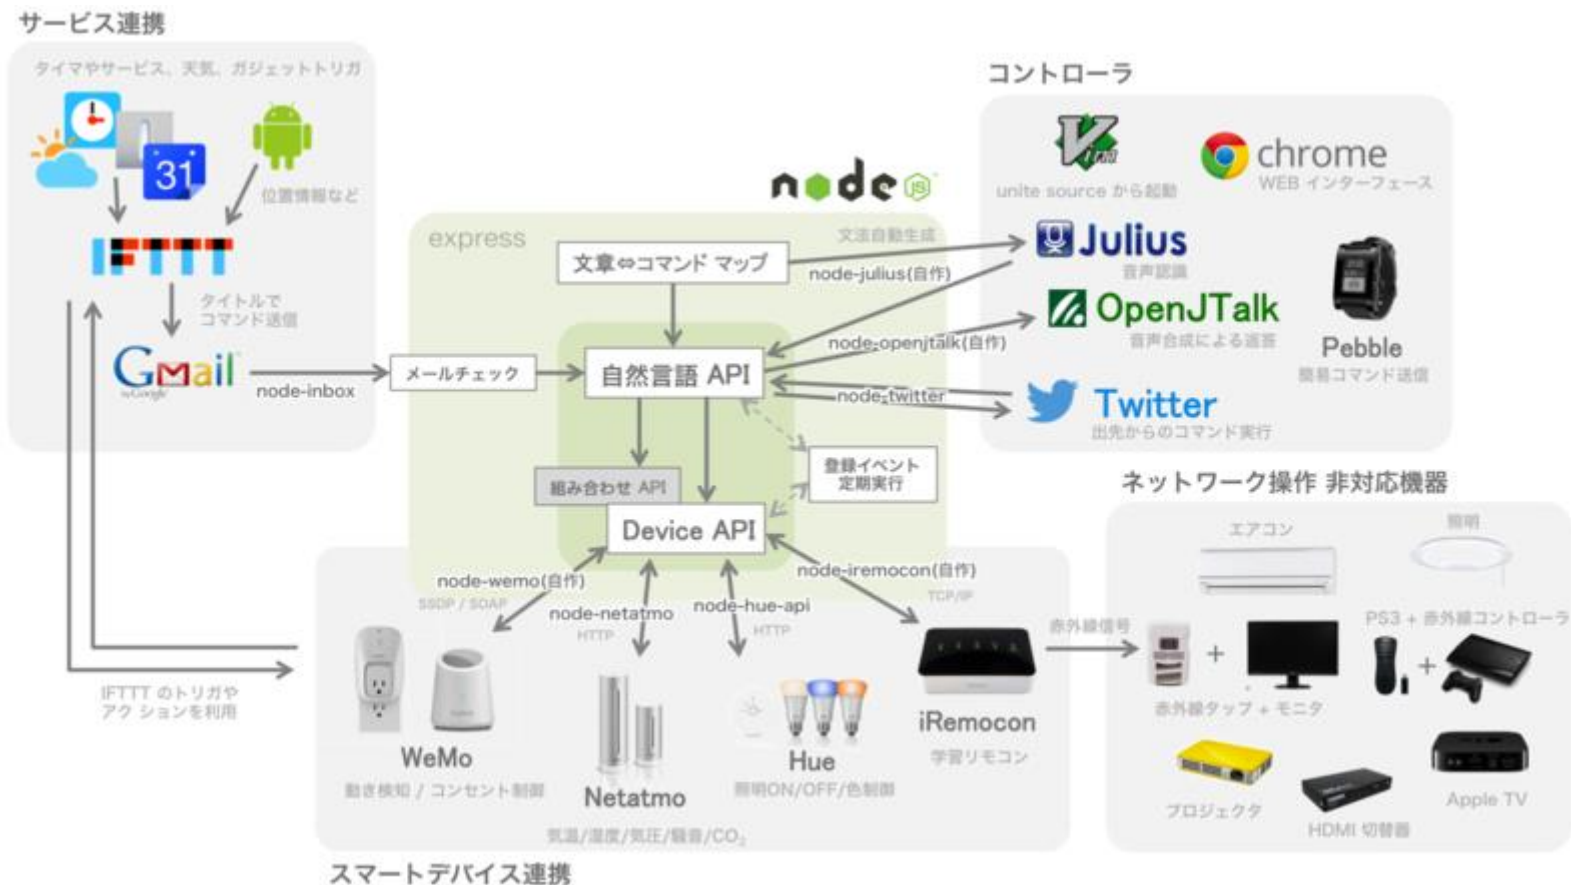 サービス連携
タイマやサービス、天気、ガジェットトリガ
31
位置情報など
IFTTT
タイトルで
コマンド送信
Gmail
by Google
node-inbox
メールチェック
node
JS
express
文法自動生成
文章⇔コマンド マップ
node-julius(自作)
自然言語 API
node-openjtalk(自作)
node-twitter
登録イベント
定期実行
組み合わせ API
Device API
コントローラ
Vim
unite source から起動
chrome
WEB インターフェース
Julius
音声認識
OpenJTalk
音声合成による返答
Pebble
簡易コマンド送信
Twitter
出先からのコマンド実行
node-wemo(自作)
SSDP / SOAP
node-netatmo
HTTP
node-hue-api
HTTP
node-iremocon(自作)
TCP/IP
IFTTT のトリガや
アク ションを利用
WeMo
動き検知 / コンセント制御
Netatmo
気温/湿度/気圧/騒音/CO₂
Hue
照明ON/OFF/色制御
iRemocon
学習リモコン
スマートデバイス連携
赤外線信号
ネットワーク操作 非対応機器
エアコン
照明
PS3 + 赤外線コントローラ
+
+
赤外線タップ + モニタ
プロジェクタ
HDMI 切替器
Apple TV